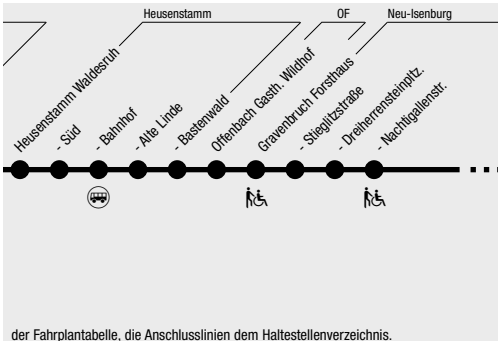 Heusenstamm
OF
Neu-Isenburg
Heusenstamm Waldesruh
- Süd
- Bahnhof
- Alte Linde
- Bastenwald
Offenbach Gasth. Wildhof
Gravenbruch Forsthaus
- Stieglitzstraße
- Dreiherrensteinpltz.
- Nachtigallenstr.
der Fahrplantabelle, die Anschlusslinien dem Haltestellenverzeichnis.